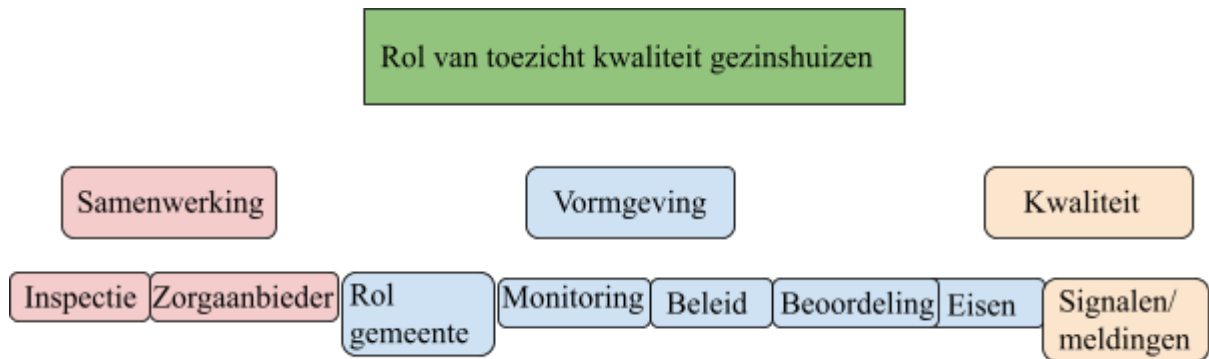 Rol van toezicht kwaliteit gezinshuizen
Samenwerking
Vormgeving
Kwaliteit
Inspectie
Zorgaanbieder
Rol
gemeente
Monitoring
Beleid
Beoordeling
Eisen
Signalen/
meldingen